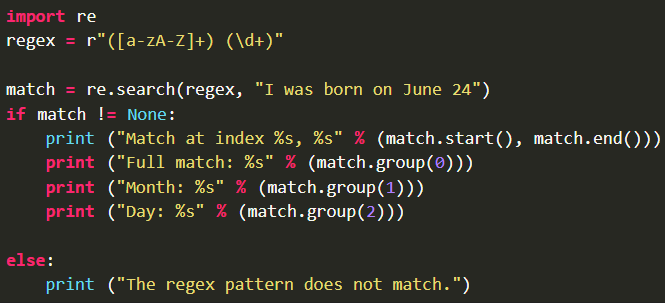 import re
regex = r"([a-zA-Z]+) (\d+)"
match = re.search(regex, "I was born on June 24")
if match != None:
    print ("Match at index %s, %s" % (match.start(), match.end()))
    print ("Full match: %s" % (match.group(0)))
    print ("Month: %s" % (match.group(1)))
    print ("Day: %s" % (match.group(2)))
else:
    print ("The regex pattern does not match.")